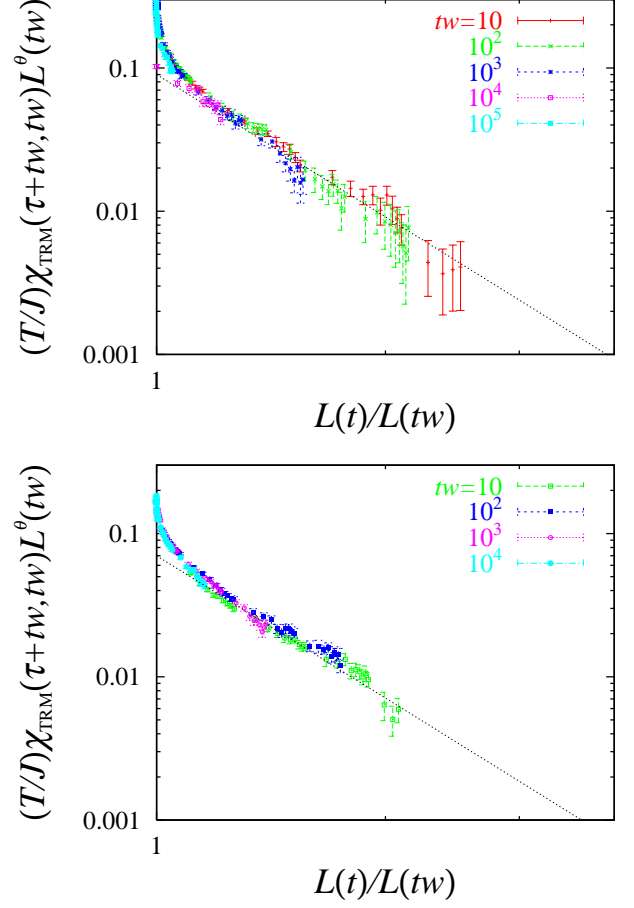 (T/J)χTRM(τ+tw,tw)L^θ(tw)
0.1
0.01
0.001
1
L(t)/L(tw)
tw=10
10^2
10^3
10^4
10^5
(T/J)χTRM(τ+tw,tw)L^θ(tw)
0.1
0.01
0.001
1
L(t)/L(tw)
tw=10
10^2
10^3
10^4